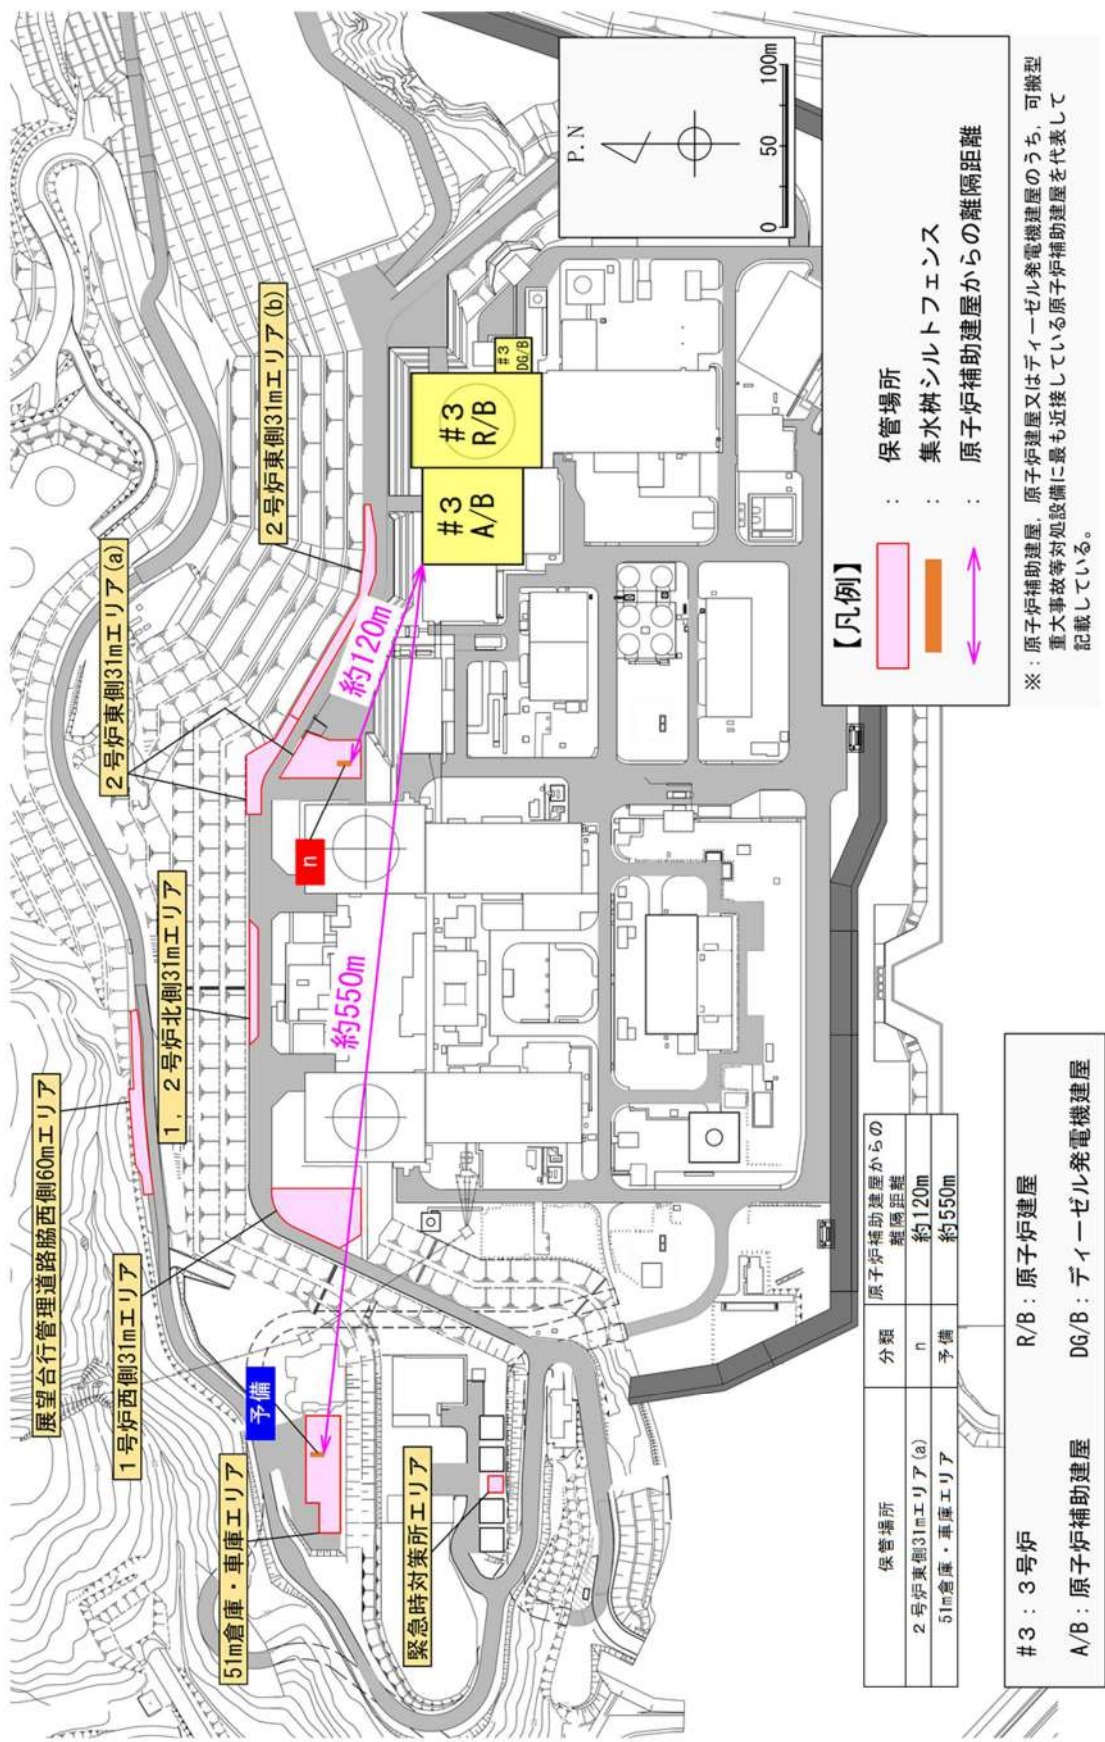 展望台行管理道路脇西側60mエリア
1号炉西側31mエリア
51m倉庫・車庫エリア
予備
緊急時対策所エリア
1，2号炉北側31mエリア
2号炉東側31mエリア(a)
2号炉東側31mエリア(b)
n
約550m
約120m
#3
A/B
#3
R/B
#3
DG/B
P.N
0 50 100m
【凡例】
： 保管場所
： 集水桝シルトフェンス
： 原子炉補助建屋からの離隔距離
※：原子炉補助建屋，原子炉建屋又はディーゼル発電機建屋のうち，可搬型
重大事故等対処設備に最も近接している原子炉補助建屋を代表して
記載している。
保管場所 分類 原子炉補助建屋からの
離隔距離
2号炉東側31mエリア(a) n 約120m
51m倉庫・車庫エリア 予備 約550m
#3：3号炉 R/B：原子炉建屋
A/B：原子炉補助建屋 DG/B：ディーゼル発電機建屋